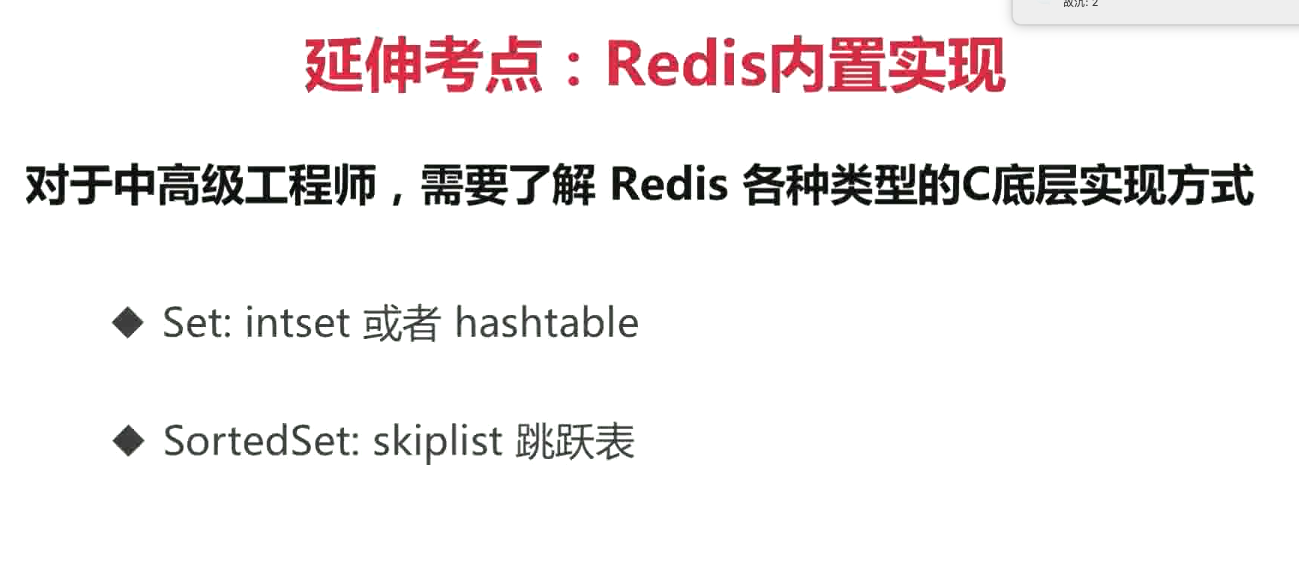 延伸考点：Redis内置实现
对于中高级工程师，需要了解 Redis 各种类型的C底层实现方式
◆ Set: intset 或者 hashtable
◆ SortedSet: skiplist 跳跃表